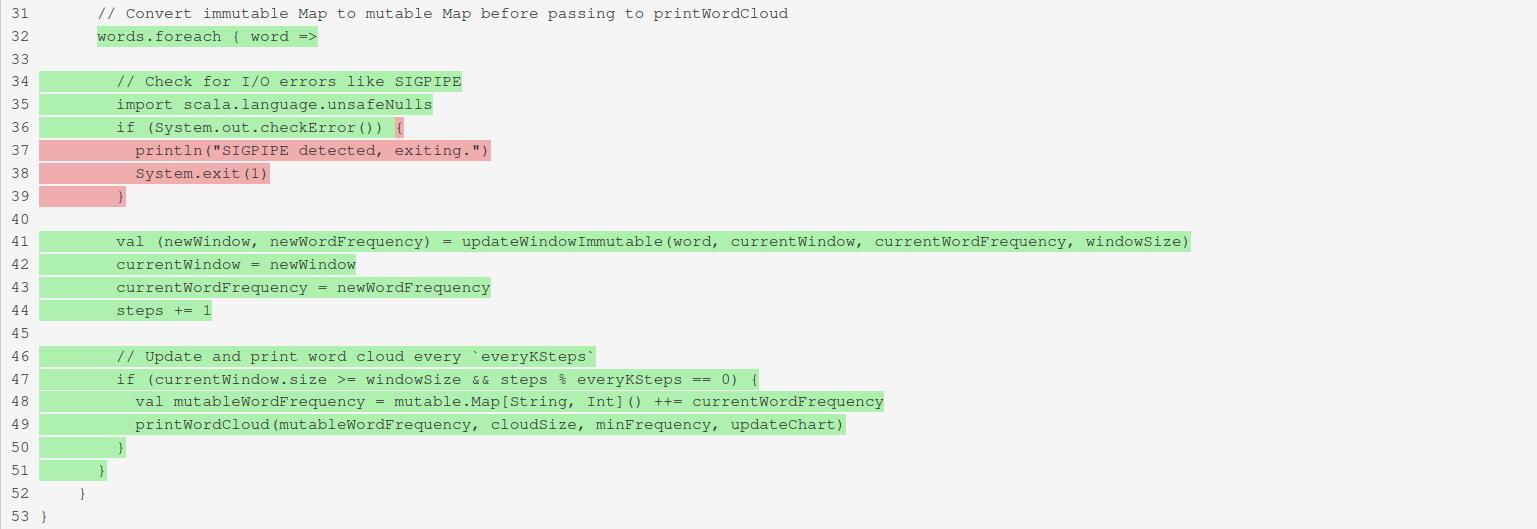 31 // Convert immutable Map to mutable Map before passing to printWordCloud
32 words.foreach { word =>
33
34 // Check for I/O errors like SIGPIPE
35 import scala.language.unsafeNulls
36 if (System.out.checkError()) {
37 println("SIGPIPE detected, exiting.")
38 System.exit(1)
39 }
40
41 val (newWindow, newWordFrequency) = updateWindowImmutable(word, currentWindow, currentWordFrequency, windowSize)
42 currentWindow = newWindow
43 currentWordFrequency = newWordFrequency
44 steps += 1
45
46 // Update and print word cloud every `everyKSteps`
47 if (currentWindow.size >= windowSize && steps % everyKSteps == 0) {
48 val mutableWordFrequency = mutable.Map[String, Int]() ++= currentWordFrequency
49 printWordCloud(mutableWordFrequency, cloudSize, minFrequency, updateChart)
50 }
51 }
52 }
53 }